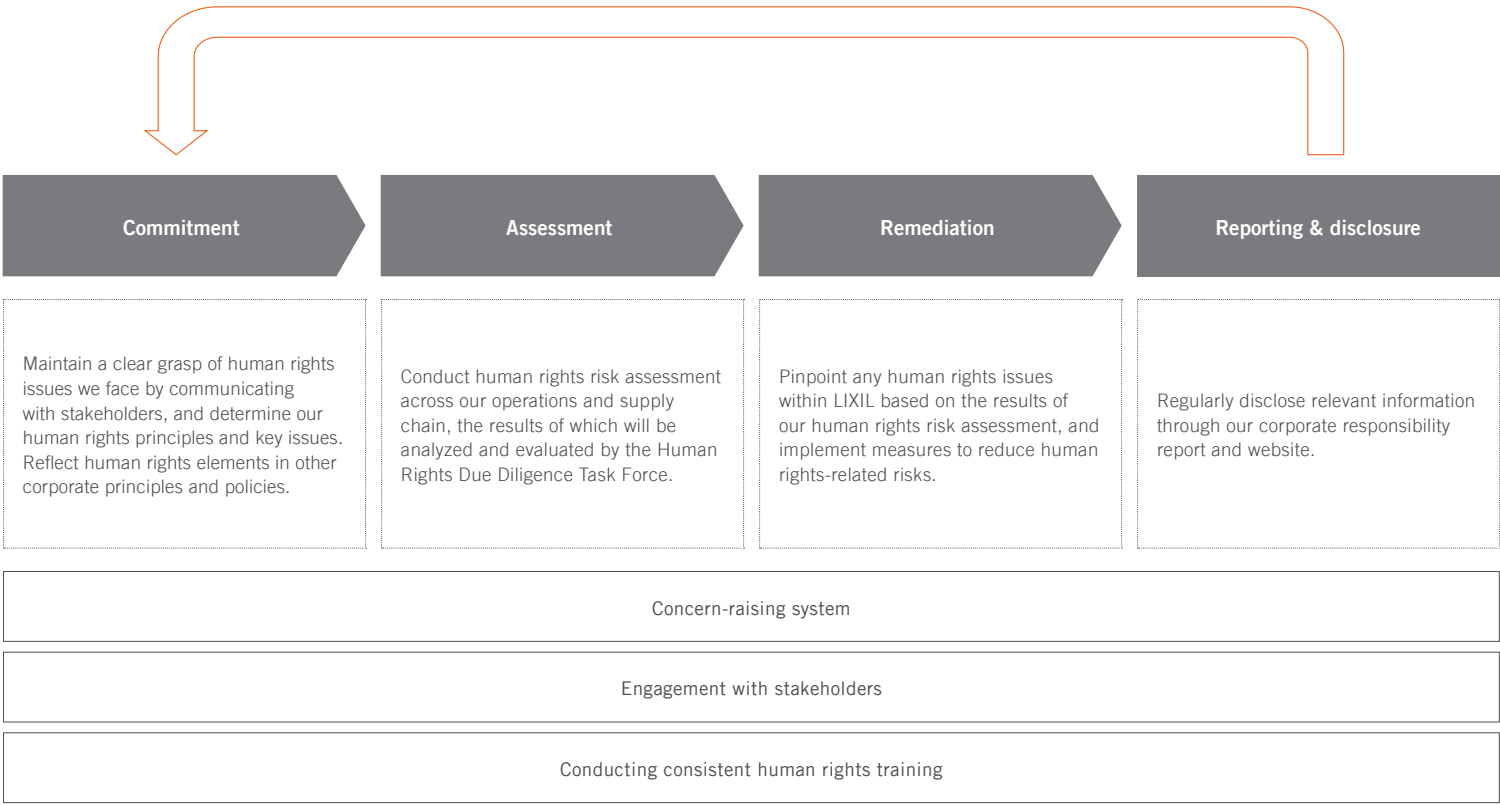 Commitment
Assessment
Remediation
Reporting & disclosure
Maintain a clear grasp of human rights
issues we face by communicating
with stakeholders, and determine our
human rights principles and key issues.
Reflect human rights elements in other
corporate principles and policies.
Conduct human rights risk assessment
across our operations and supply
chain, the results of which will be
analyzed and evaluated by the Human
Rights Due Diligence Task Force.
Pinpoint any human rights issues
within LIXIL based on the results of
our human rights risk assessment, and
implement measures to reduce human
rights-related risks.
Regularly disclose relevant information
through our corporate responsibility
report and website.
Concern-raising system
Engagement with stakeholders
Conducting consistent human rights training